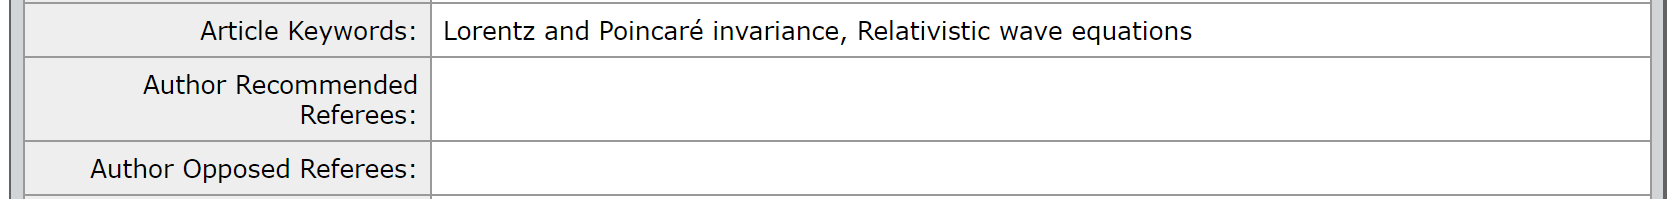 Article Keywords: Lorentz and Poincaré invariance, Relativistic wave equations
Author Recommended
Referees:
Author Opposed Referees: